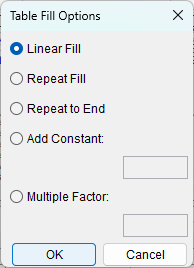 Table Fill Options
Linear Fill
Repeat Fill
Repeat to End
Add Constant:
Multiple Factor:
OK Cancel